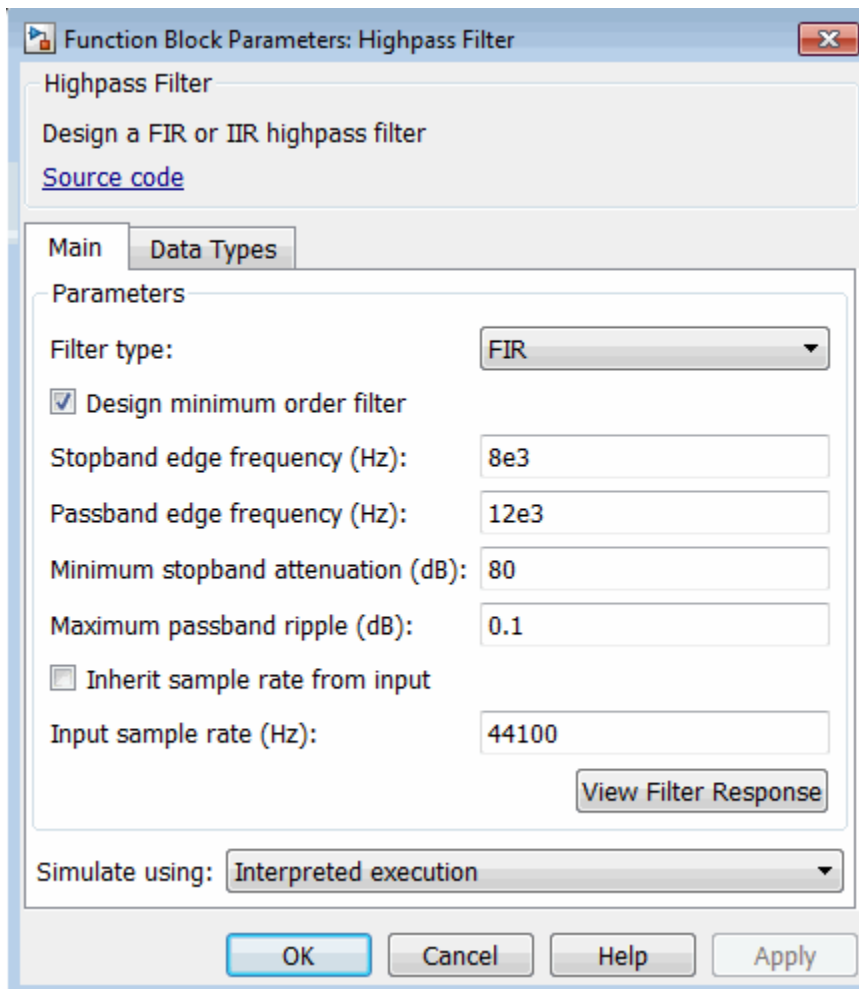 Function Block Parameters: Highpass Filter
Highpass Filter
Design a FIR or IIR highpass filter
Source code
Main Data Types
Parameters
Filter type: FIR
Design minimum order filter
Stopband edge frequency (Hz): 8e3
Passband edge frequency (Hz): 12e3
Minimum stopband attenuation (dB): 80
Maximum passband ripple (dB): 0.1
Inherit sample rate from input
Input sample rate (Hz): 44100
View Filter Response
Simulate using: Interpreted execution
OK Cancel Help Apply